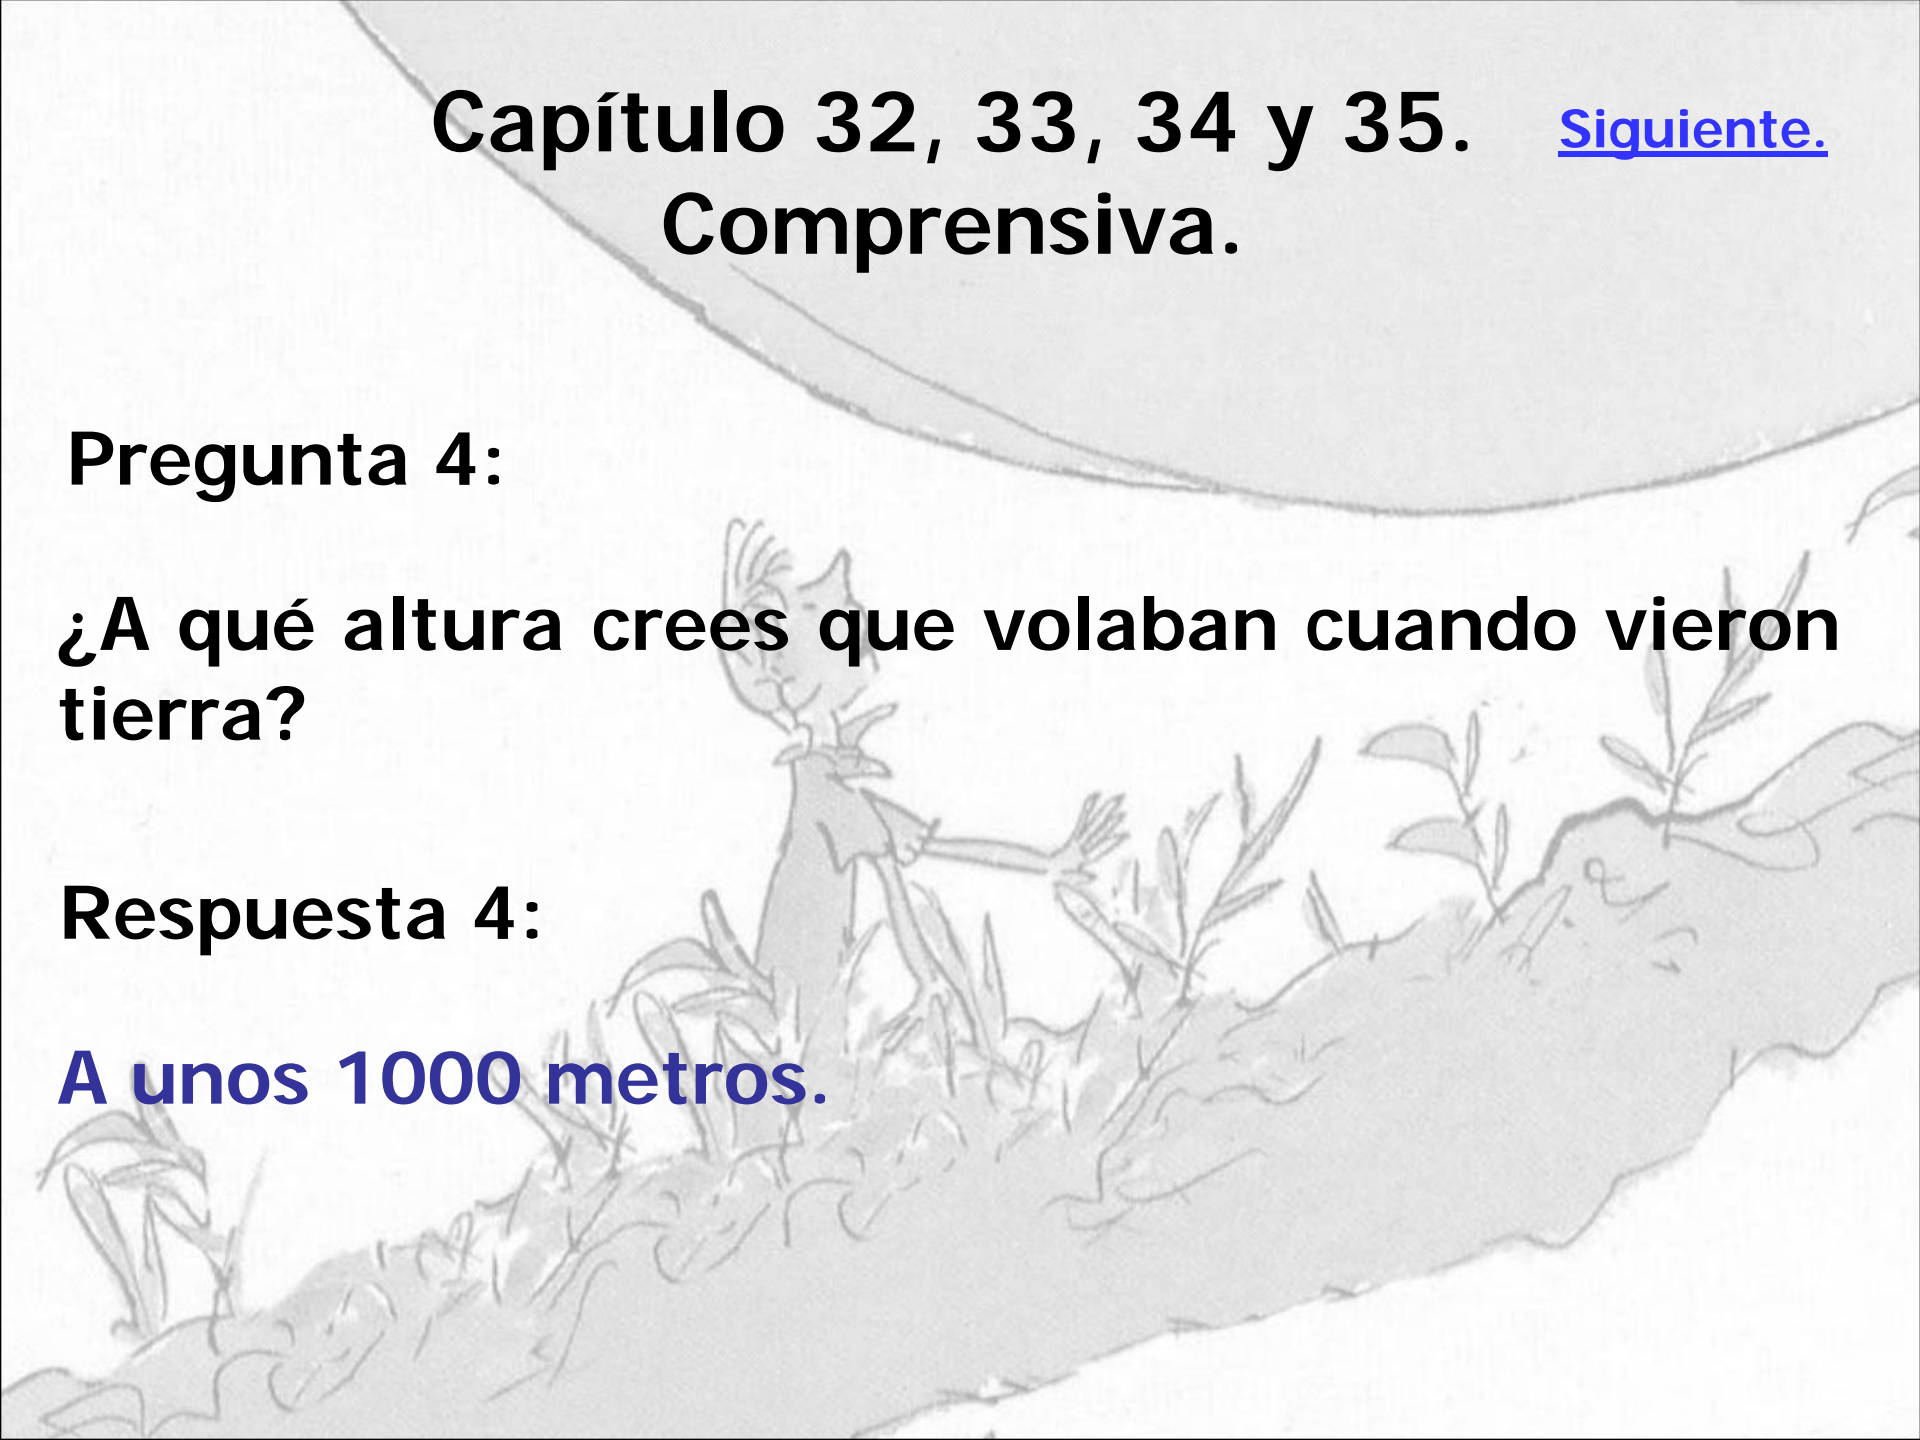 Capítulo 32, 33, 34 y 35.
Siguiente.
Comprensiva.
Pregunta 4:
¿A qué altura crees que volaban cuando vieron
tierra?
Respuesta 4:
A unos 1000 metros.